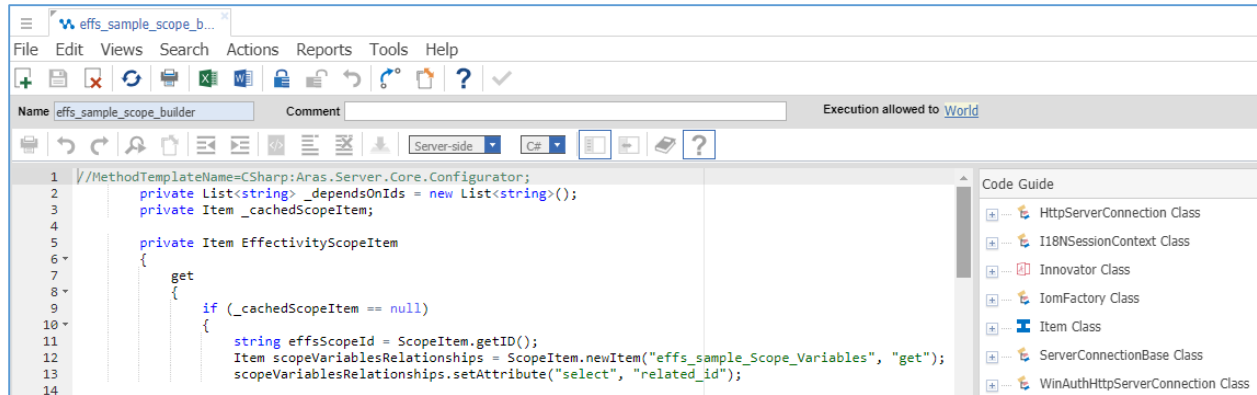 effs_sample_scope_b...
File Edit Views Search Actions Reports Tools Help
Name effs_sample_scope_builder Comment Execution allowed to World
Server-side C#
1 //MethodTemplateName=CSharp:Aras.Server.Core.Configurator;
2 private List<string> _dependsOnIds = new List<string>();
3 private Item _cachedScopeItem;
4
5 private Item EffectivityScopeItem
6 {
7 get
8 {
9 if (_cachedScopeItem == null)
10 {
11 string effsScopeId = ScopeItem.getID();
12 Item scopeVariablesRelationships = ScopeItem.newItem("effs_sample_Scope_Variables", "get");
13 scopeVariablesRelationships.setAttribute("select", "related_id");
14
Code Guide
HttpServerConnection Class
I18NSessionContext Class
Innovator Class
IomFactory Class
Item Class
ServerConnectionBase Class
WinAuthHttpServerConnection Class